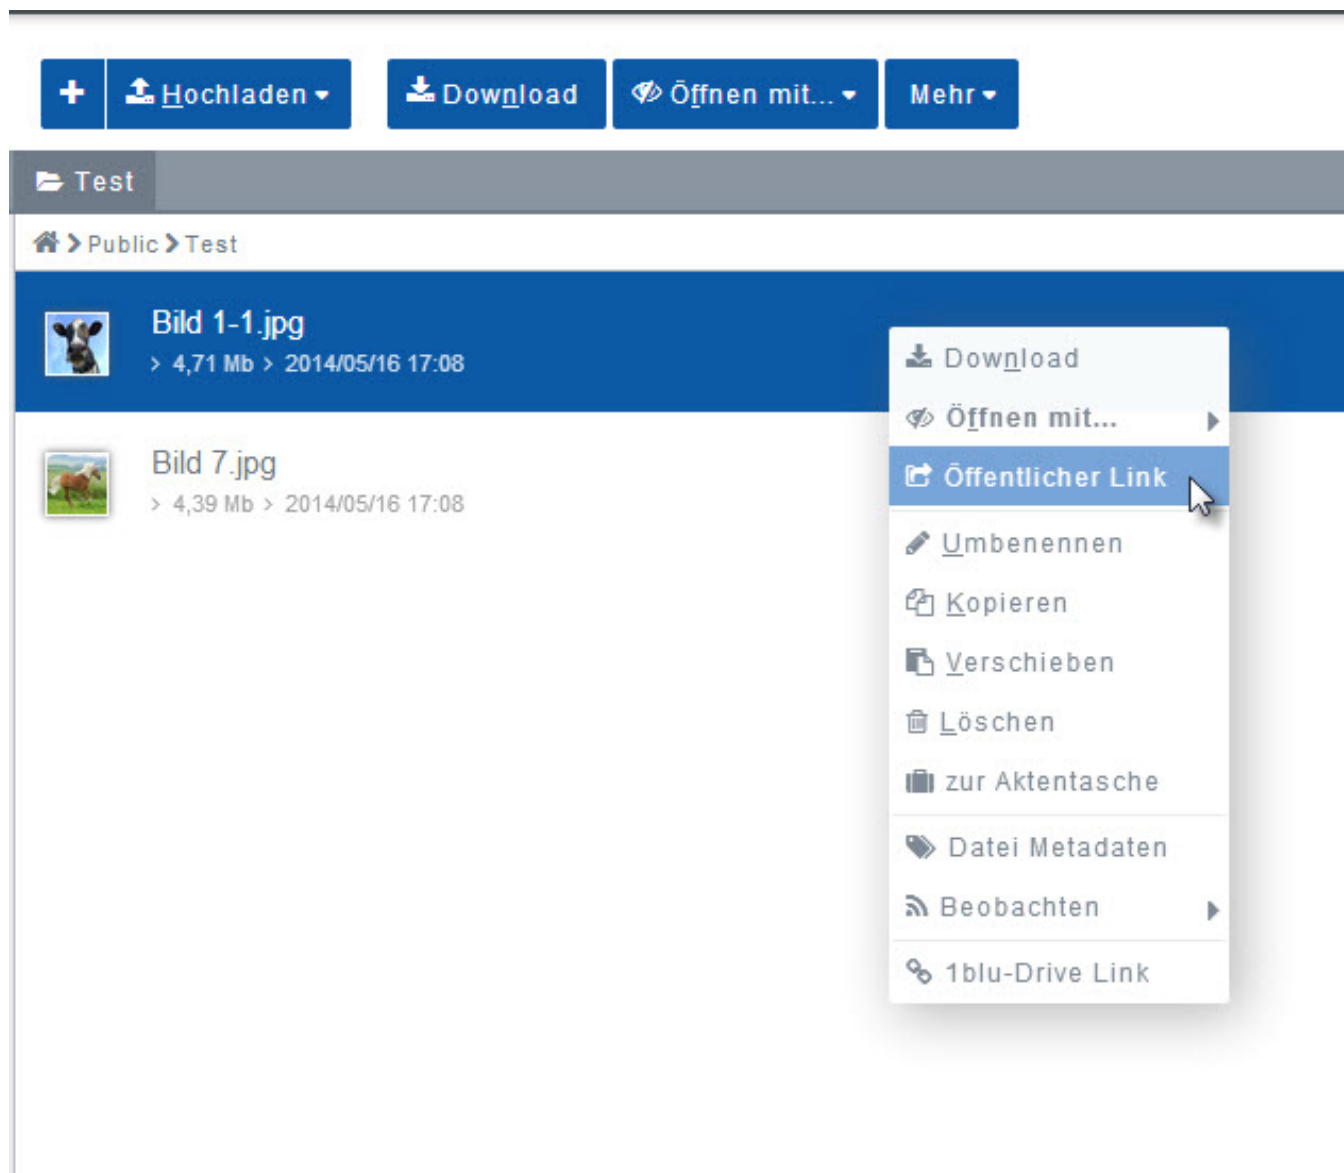 Hochladen
Download
Öffnen mit...
Mehr
Test
Public Test
Bild 1-1.jpg
> 4,71 Mb > 2014/05/16 17:08
Bild 7.jpg
> 4,39 Mb > 2014/05/16 17:08
Download
Öffnen mit...
Öffentlicher Link
Umbenennen
Kopieren
Verschieben
Löschen
zur Aktentasche
Datei Metadaten
Beobachten
1blu-Drive Link